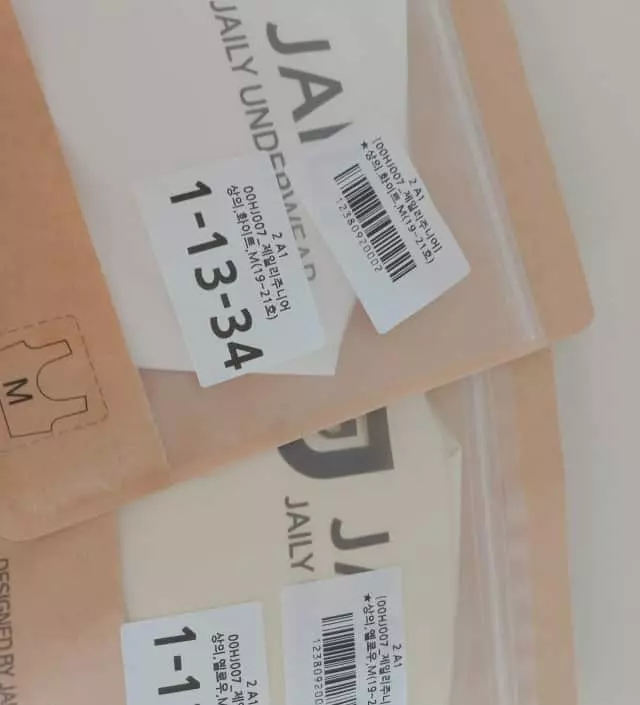 JAI
JAILY UNDERWEAR
2 A1
00HJ007_제일리주니어
상의,화이트,M(19-21호)
1-13-34
2 A1
(00HJ007_제일리주니어,
★상의,화이트,M(19-21호)
12380920002
M
JA
JAILY
DESIGNED BY JA
2 A1
00HJ007_제
상의,옐로우,M
1-1
2 A1
(00HJ007_제일리주니
★상의,옐로우,M(19-2
123809200